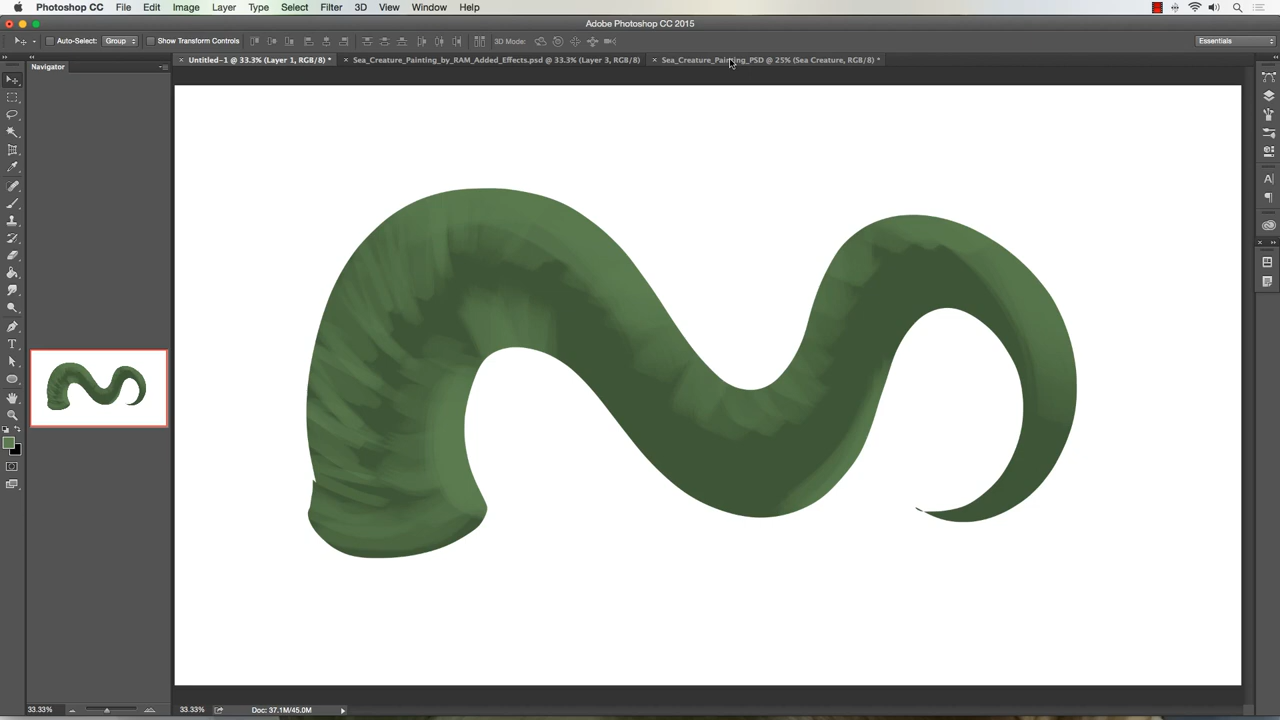 Photoshop CC File Edit Image Layer Type Select Filter 3D View Window Help
Adobe Photoshop CC 2015
Auto-Select: Group Show Transform Controls 3D Mode: Essentials
Untitled-1 @ 33.3% (Layer 1, RGB/8) * Sea_Creature_Painting_by_RAM_Added_Effects.psd @ 33.3% (Layer 3, RGB/8) Sea_Creature_Painting_PSD @ 25% (Sea Creature, RGB/8) *
Navigator
33.33% 33.33% Doc: 37.1M/45.0M